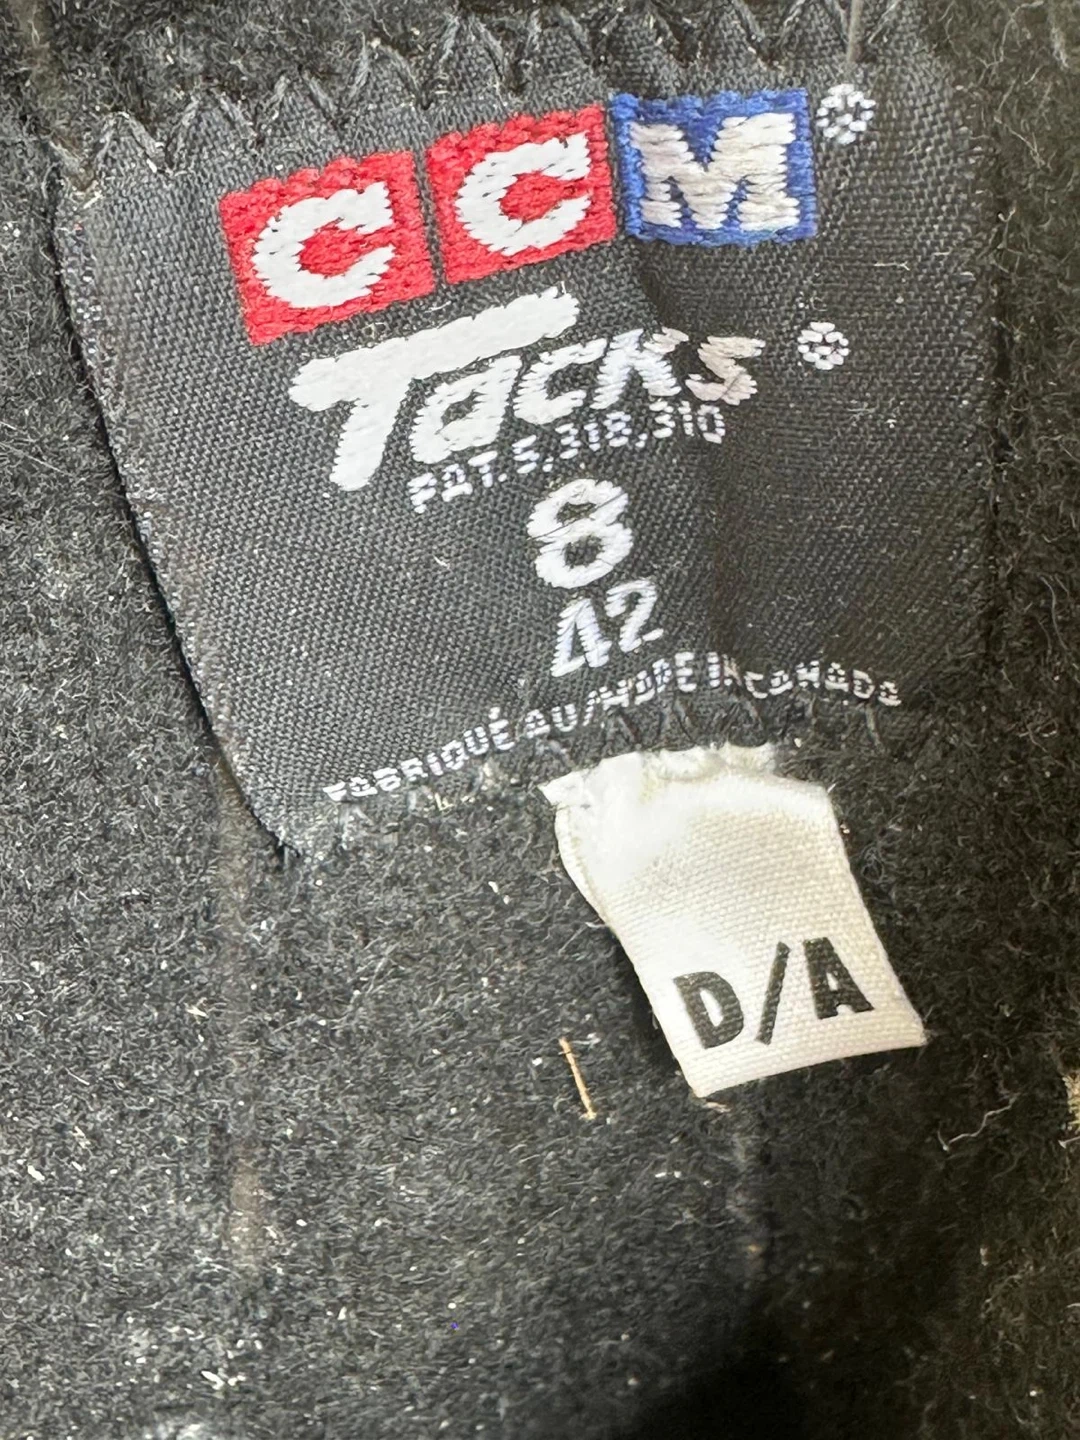 CCM®
Tacks®
PAT. 5,318,310
8
42
FABRIQUÉ AU/MADE IN CANADA
D/A